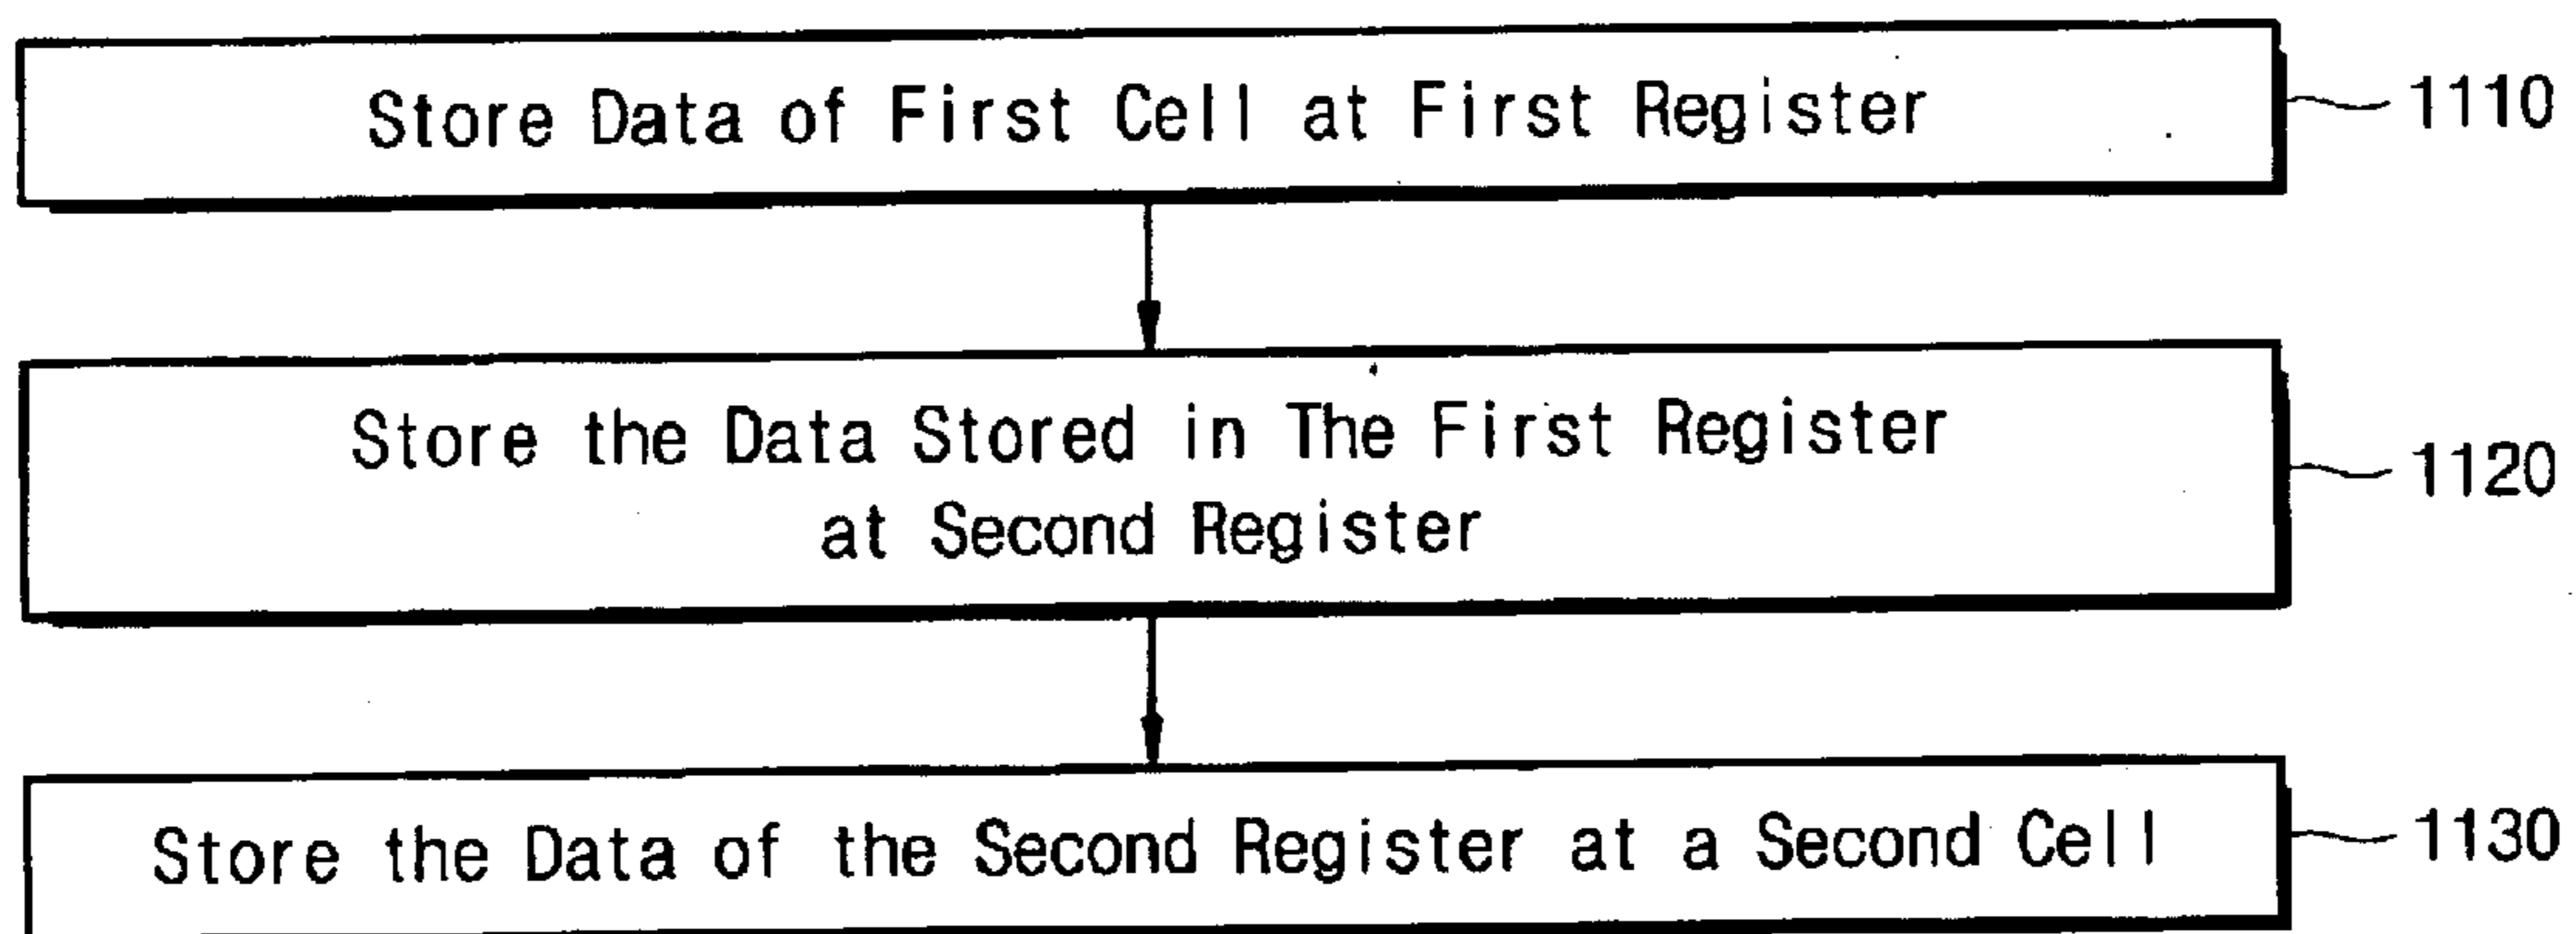 Store Data of First Cell at First Register
1110
Store the Data Stored in The First Register
at Second Register
1120
Store the Data of the Second Register at a Second Cell
1130